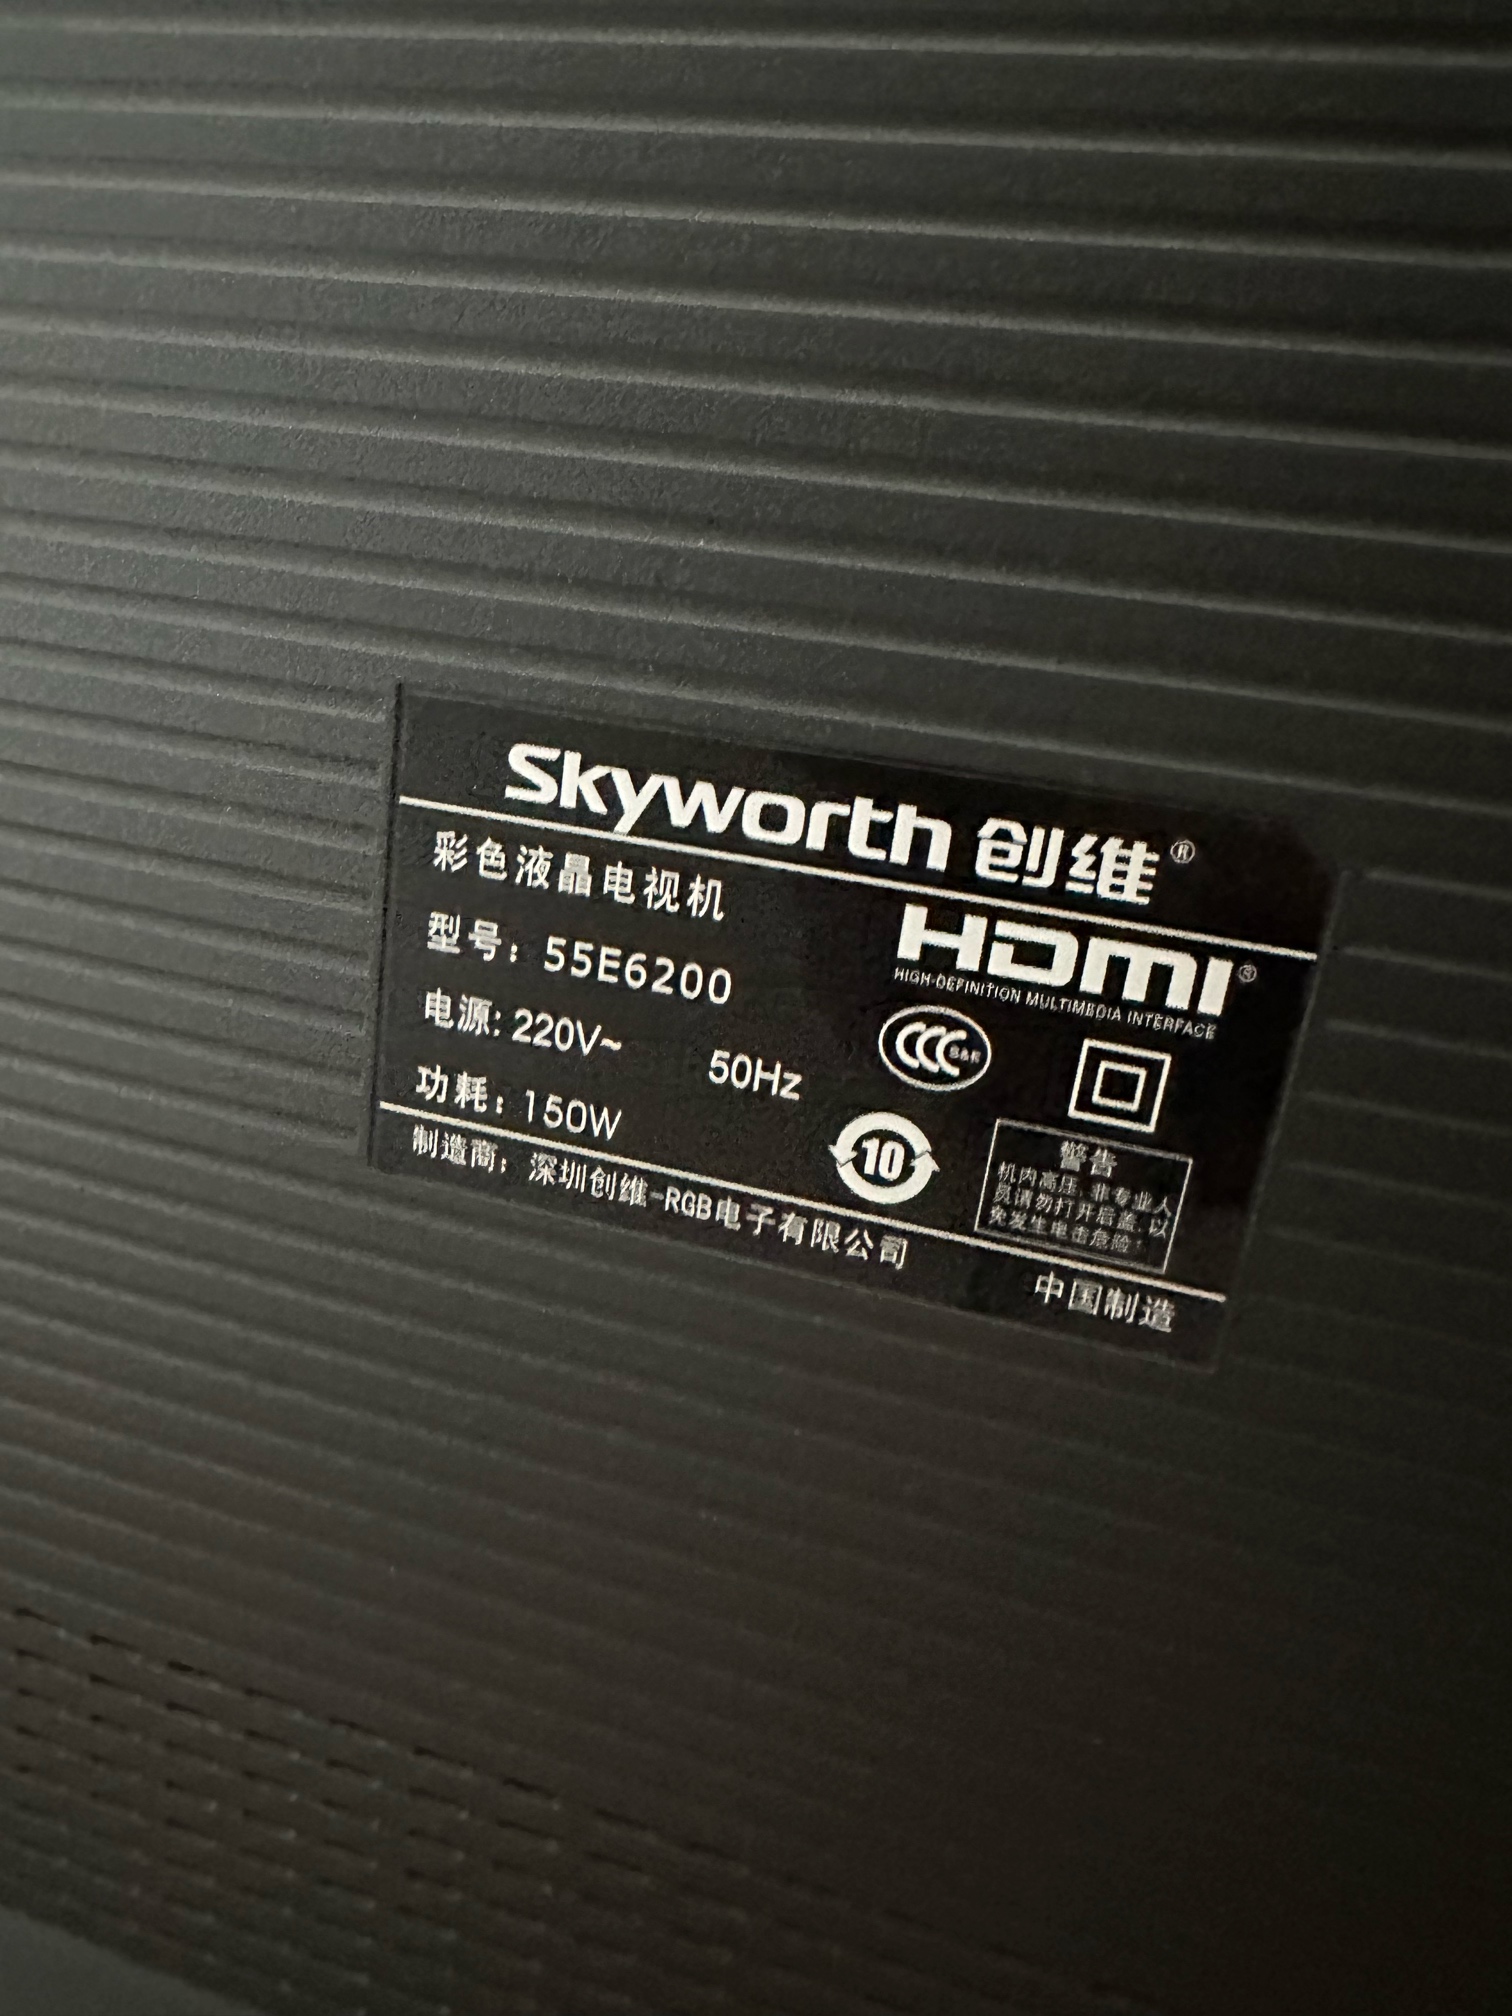 Skyworth 创维®
彩色液晶电视机
HDMI®
HIGH-DEFINITION MULTIMEDIA INTERFACE
型号：55E6200
电源: 220V~ 50Hz
CCC S&E
功耗：150W
10
警告
机内高压，非专业人
员请勿打开后盖，以
免发生电击危险！
制造商：深圳创维-RGB电子有限公司
中国制造